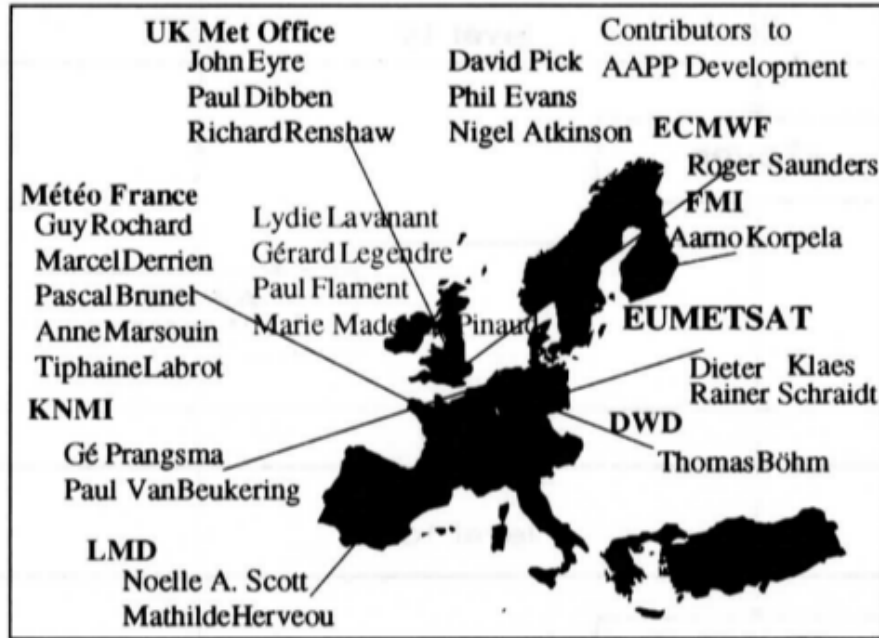 UK Met Office
John Eyre
Paul Dibben
Richard Renshaw
David Pick
Phil Evans
Nigel Atkinson
Contributors to
AAPP Development
ECMWF
Roger Saunders
FMI
Aarno Korpela
Météo France
Guy Rochard
Marcel Derrien
Pascal Brunel
Anne Marsouin
Tiphaine Labrot
Lydie Lavanant
Gérard Legendre
Paul Flament
Marie Made Pinaud
EUMETSAT
Dieter Klaes
Rainer Schraidt
KNMI
Gé Prangsma
Paul VanBeukering
DWD
Thomas Böhm
LMD
Noelle A. Scott
Mathilde Herveou